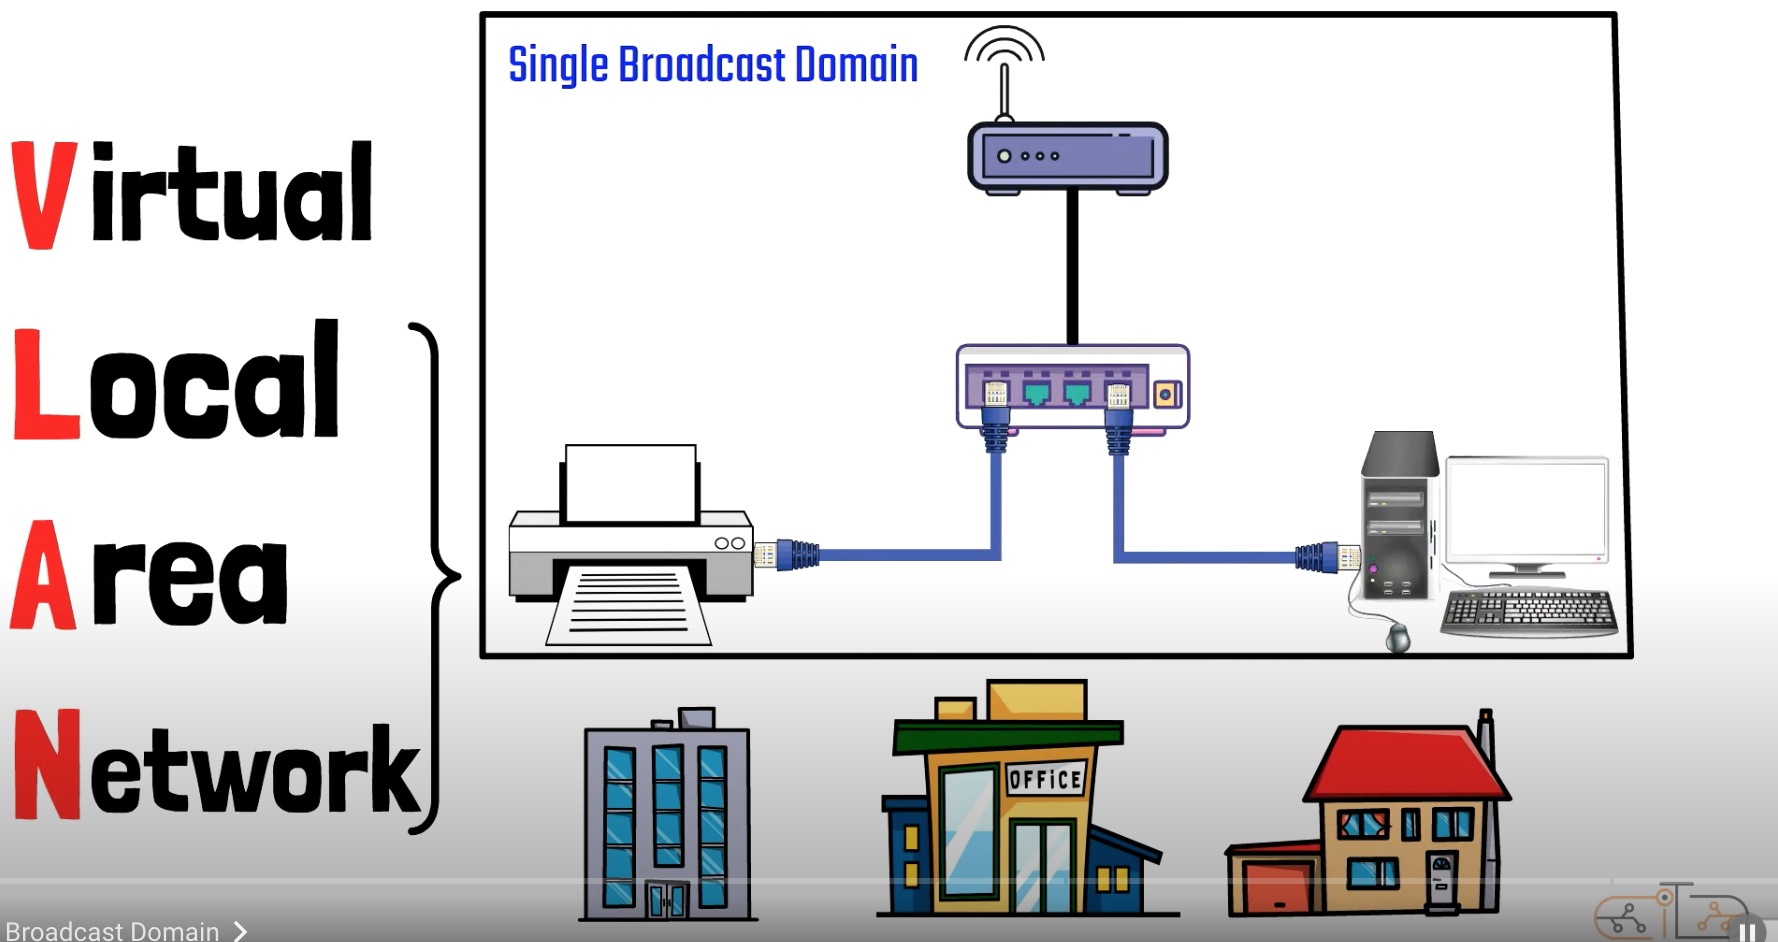 Single Broadcast Domain
Virtual
Local
Area
Network
OFFiCE
Broadcast Domain